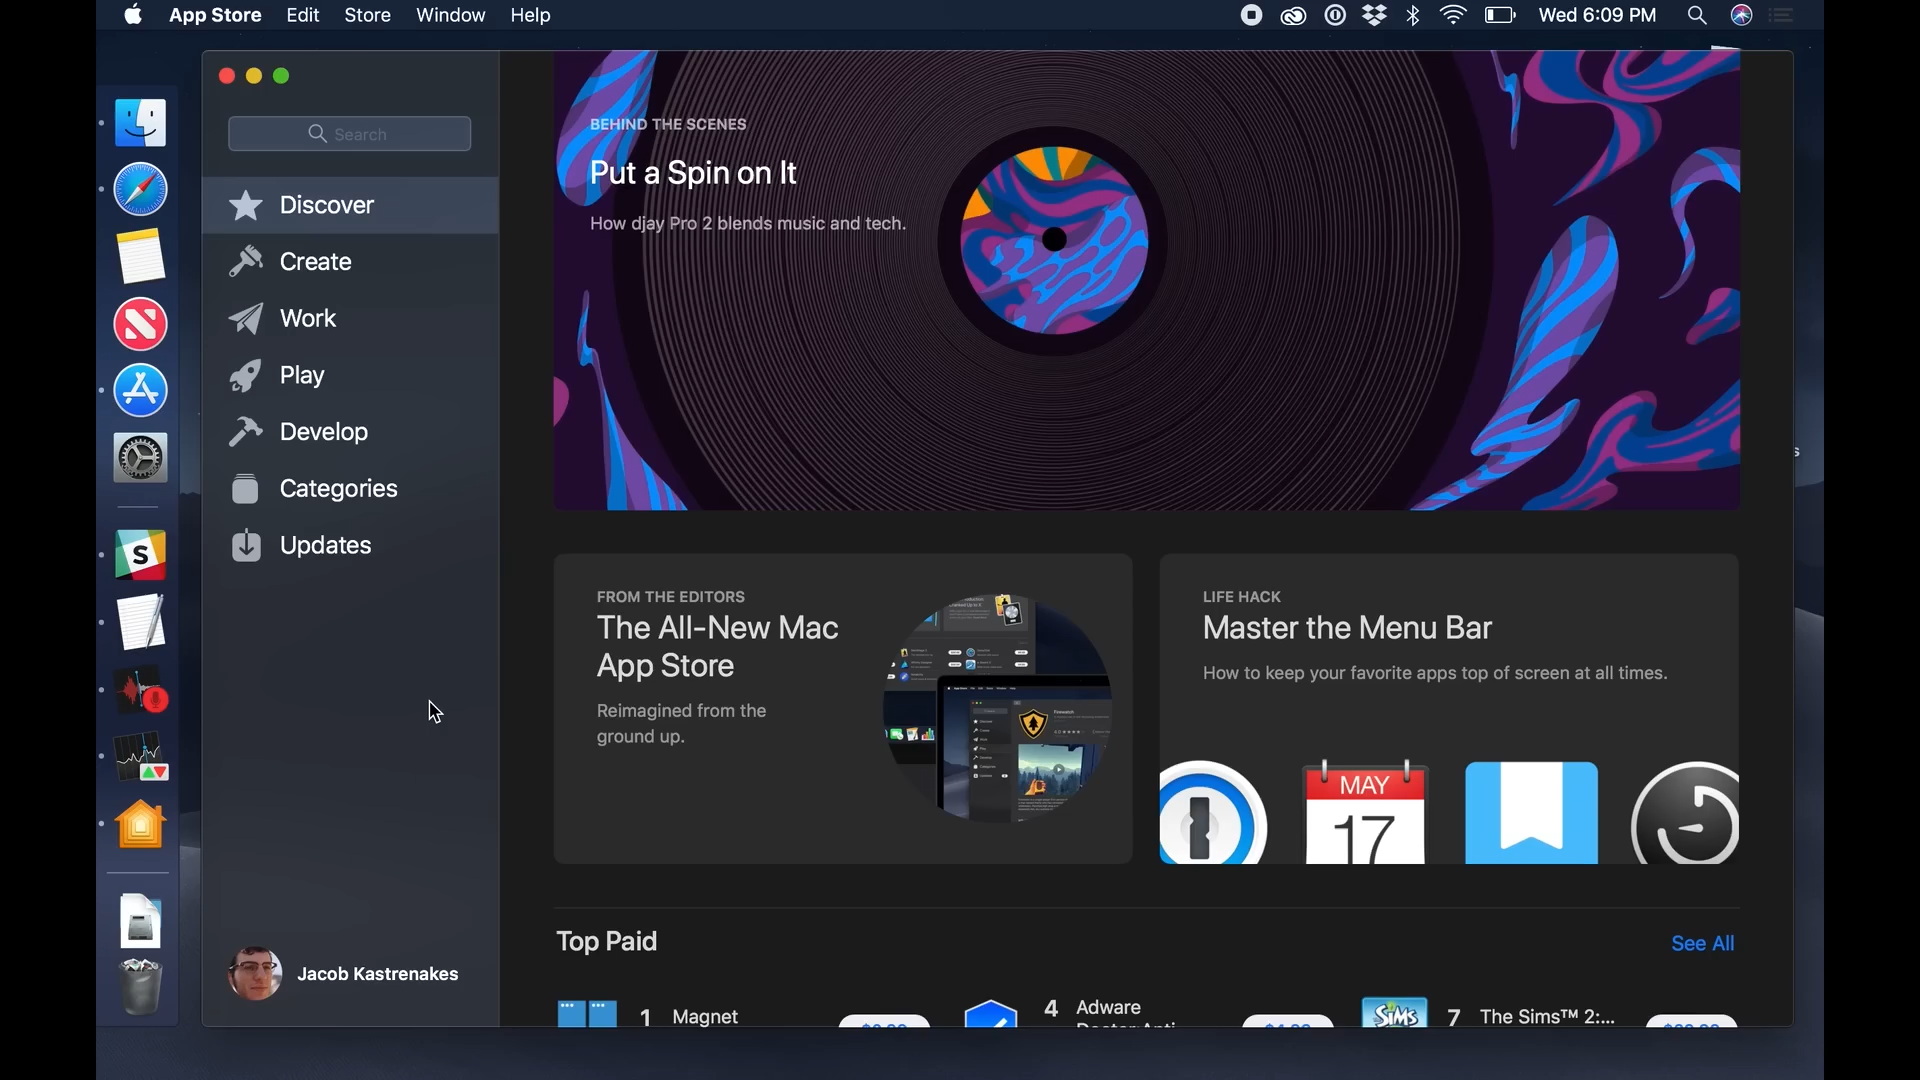 App Store Edit Store Window Help
Wed 6:09 PM
Search
Discover
Create
Work
Play
Develop
Categories
Updates
Jacob Kastrenakes
BEHIND THE SCENES
Put a Spin on It
How djay Pro 2 blends music and tech.
FROM THE EDITORS
The All-New Mac
App Store
Reimagined from the
ground up.
LIFE HACK
Master the Menu Bar
How to keep your favorite apps top of screen at all times.
MAY
17
Top Paid
See All
1 Magnet
4 Adware
7 The Sims™ 2:...
SiMS
S